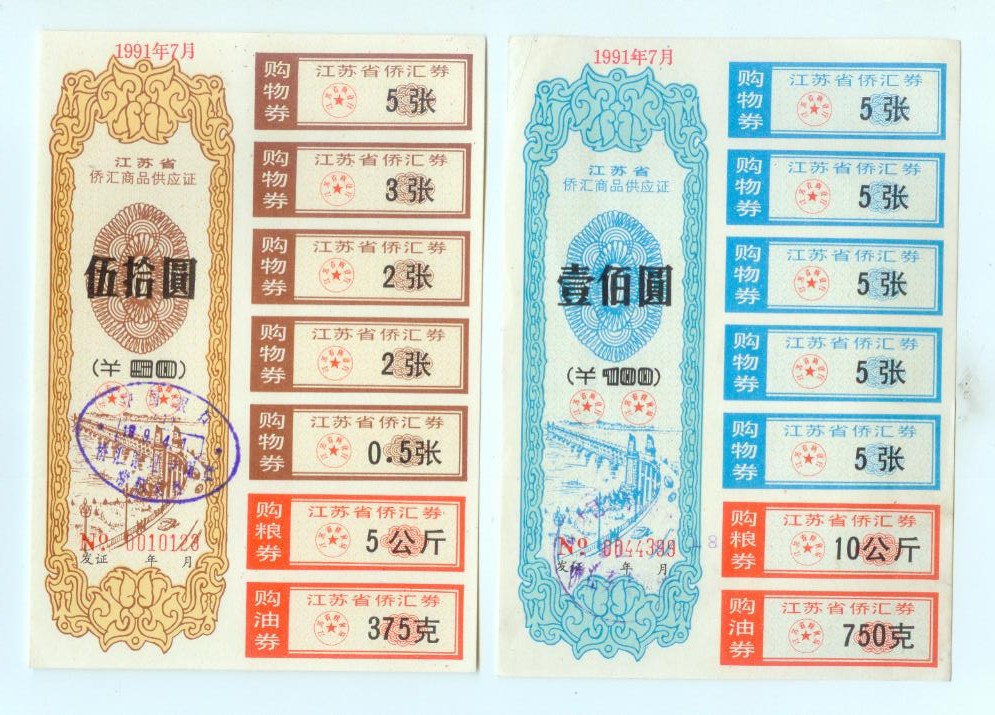 1991年7月
江苏省
侨汇商品供应证
伍拾圓
(¥50)
No 0010123
发证 年 月
购物券
江苏省侨汇券
5张
购物券
江苏省侨汇券
3张
购物券
江苏省侨汇券
2张
购物券
江苏省侨汇券
2张
购物券
江苏省侨汇券
0.5张
购粮券
江苏省侨汇券
5公斤
购油券
江苏省侨汇券
375克
1991年7月
江苏省
侨汇商品供应证
壹佰圓
(¥100)
No 0044399
发证 年 月
购物券
江苏省侨汇券
5张
购物券
江苏省侨汇券
5张
购物券
江苏省侨汇券
5张
购物券
江苏省侨汇券
5张
购物券
江苏省侨汇券
5张
购粮券
江苏省侨汇券
10公斤
购油券
江苏省侨汇券
750克